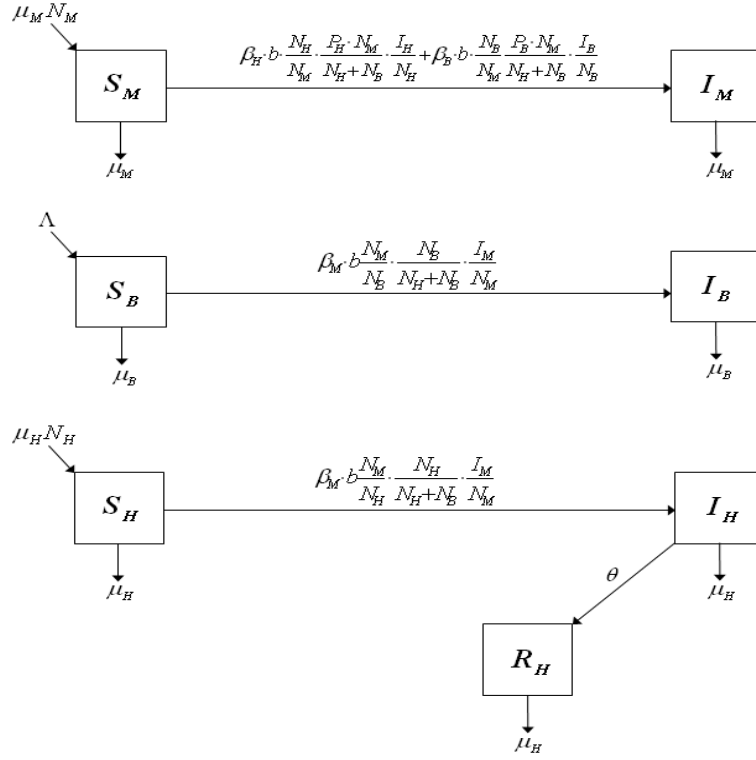 μ_M N_M
β_H · b · N_H/N_M · P_H · N_M/(N_H + N_B) · I_H/N_H + β_B · b · N_B/N_M · P_B · N_M/(N_H + N_B) · I_B/N_B
S_M
I_M
μ_M
μ_M
Λ
β_M · b N_M/N_B · N_B/(N_H + N_B) · I_M/N_M
S_B
I_B
μ_B
μ_B
μ_H N_H
β_M · b N_M/N_H · N_H/(N_H + N_B) · I_M/N_M
S_H
I_H
μ_H
θ
μ_H
R_H
μ_H